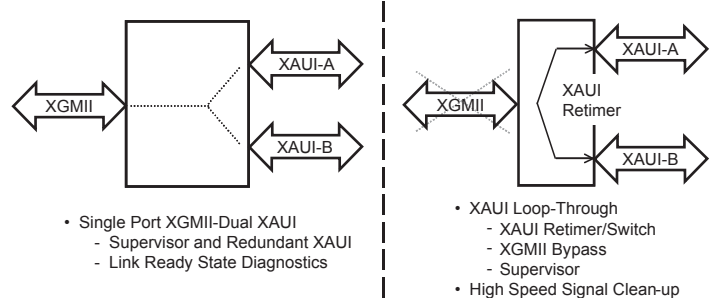 XGMII
XAUI-A
XAUI-B
• Single Port XGMII-Dual XAUI
- Supervisor and Redundant XAUI
- Link Ready State Diagnostics
XGMII
XAUI
Retimer
XAUI-A
XAUI-B
• XAUI Loop-Through
- XAUI Retimer/Switch
- XGMII Bypass
- Supervisor
• High Speed Signal Clean-up